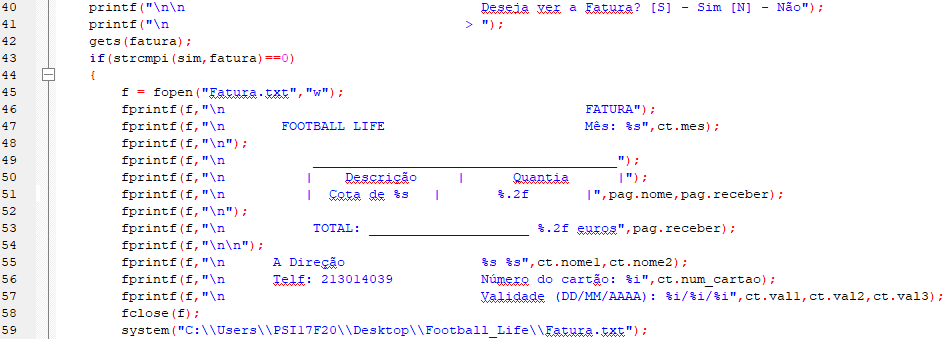 40 printf("\n\n Deseja ver a Fatura? [S] - Sim [N] - Não");
41 printf("\n > ");
42 gets(fatura);
43 if(strcmpi(sim,fatura)==0)
44 {
45 f = fopen("Fatura.txt","w");
46 fprintf(f,"\n FATURA");
47 fprintf(f,"\n FOOTBALL LIFE Mês: %s",ct.mes);
48 fprintf(f,"\n");
49 fprintf(f,"\n ______________________________________");
50 fprintf(f,"\n | Descrição | Quantia |");
51 fprintf(f,"\n | Cota de %s | %.2f |",pag.nome,pag.receber);
52 fprintf(f,"\n");
53 fprintf(f,"\n TOTAL: ____________________ %.2f euros",pag.receber);
54 fprintf(f,"\n\n");
55 fprintf(f,"\n A Direção %s %s",ct.nome1,ct.nome2);
56 fprintf(f,"\n Telf: 213014039 Número do cartão: %i",ct.num_cartao);
57 fprintf(f,"\n Validade (DD/MM/AAAA): %i/%i/%i",ct.val1,ct.val2,ct.val3);
58 fclose(f);
59 system("C:\\Users\\PSI17F20\\Desktop\\Football_Life\\Fatura.txt");